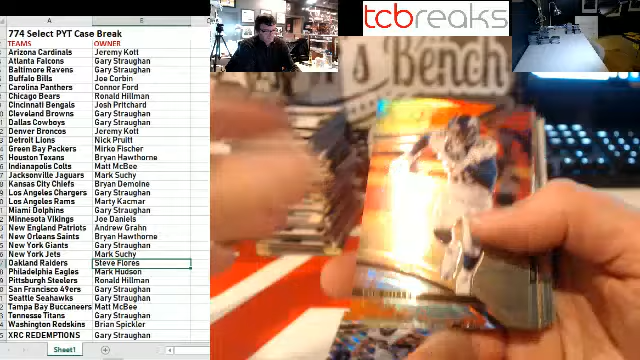 774 Select PYT Case Break
TEAMS OWNER
Arizona Cardinals Jeremy Kott
Atlanta Falcons Gary Straughan
Baltimore Ravens Gary Straughan
Buffalo Bills Joe Corbin
Carolina Panthers Connor Ford
Chicago Bears Ronald Hillman
Cincinnati Bengals Josh Pritchard
Cleveland Browns Gary Straughan
Dallas Cowboys Gary Straughan
Denver Broncos Jeremy Kott
Detroit Lions Nick Pruitt
Green Bay Packers Mirko Fischer
Houston Texans Bryan Hawthorne
Indianapolis Colts Matt McBee
Jacksonville Jaguars Mark Suchy
Kansas City Chiefs Bryan Demoine
Los Angeles Chargers Gary Straughan
Los Angeles Rams Marty Kacmar
Miami Dolphins Gary Straughan
Minnesota Vikings Joe Daniels
New England Patriots Andrew Grahn
New Orleans Saints Bryan Hawthorne
New York Giants Gary Straughan
New York Jets Mark Suchy
Oakland Raiders Steve Flores
Philadelphia Eagles Mark Hudson
Pittsburgh Steelers Ronald Hillman
San Francisco 49ers Gary Straughan
Seattle Seahawks Gary Straughan
Tampa Bay Buccaneers Matt McBee
Tennesse Titans Gary Straughan
Washington Redskins Brian Spickler
XRC REDEMPTIONS Gary Straughan
Sheet1
tcbreaks
Bench